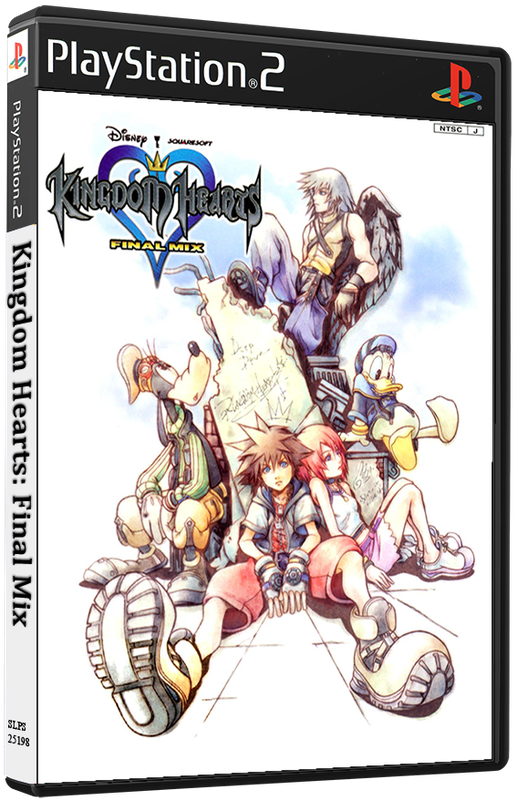 PlayStation®2
NTSC J
Disney SQUARESOFT
KINGDOM HEARTS
FINAL MIX
PlayStation®2
Kingdom Hearts: Final Mix
SLPS
25198